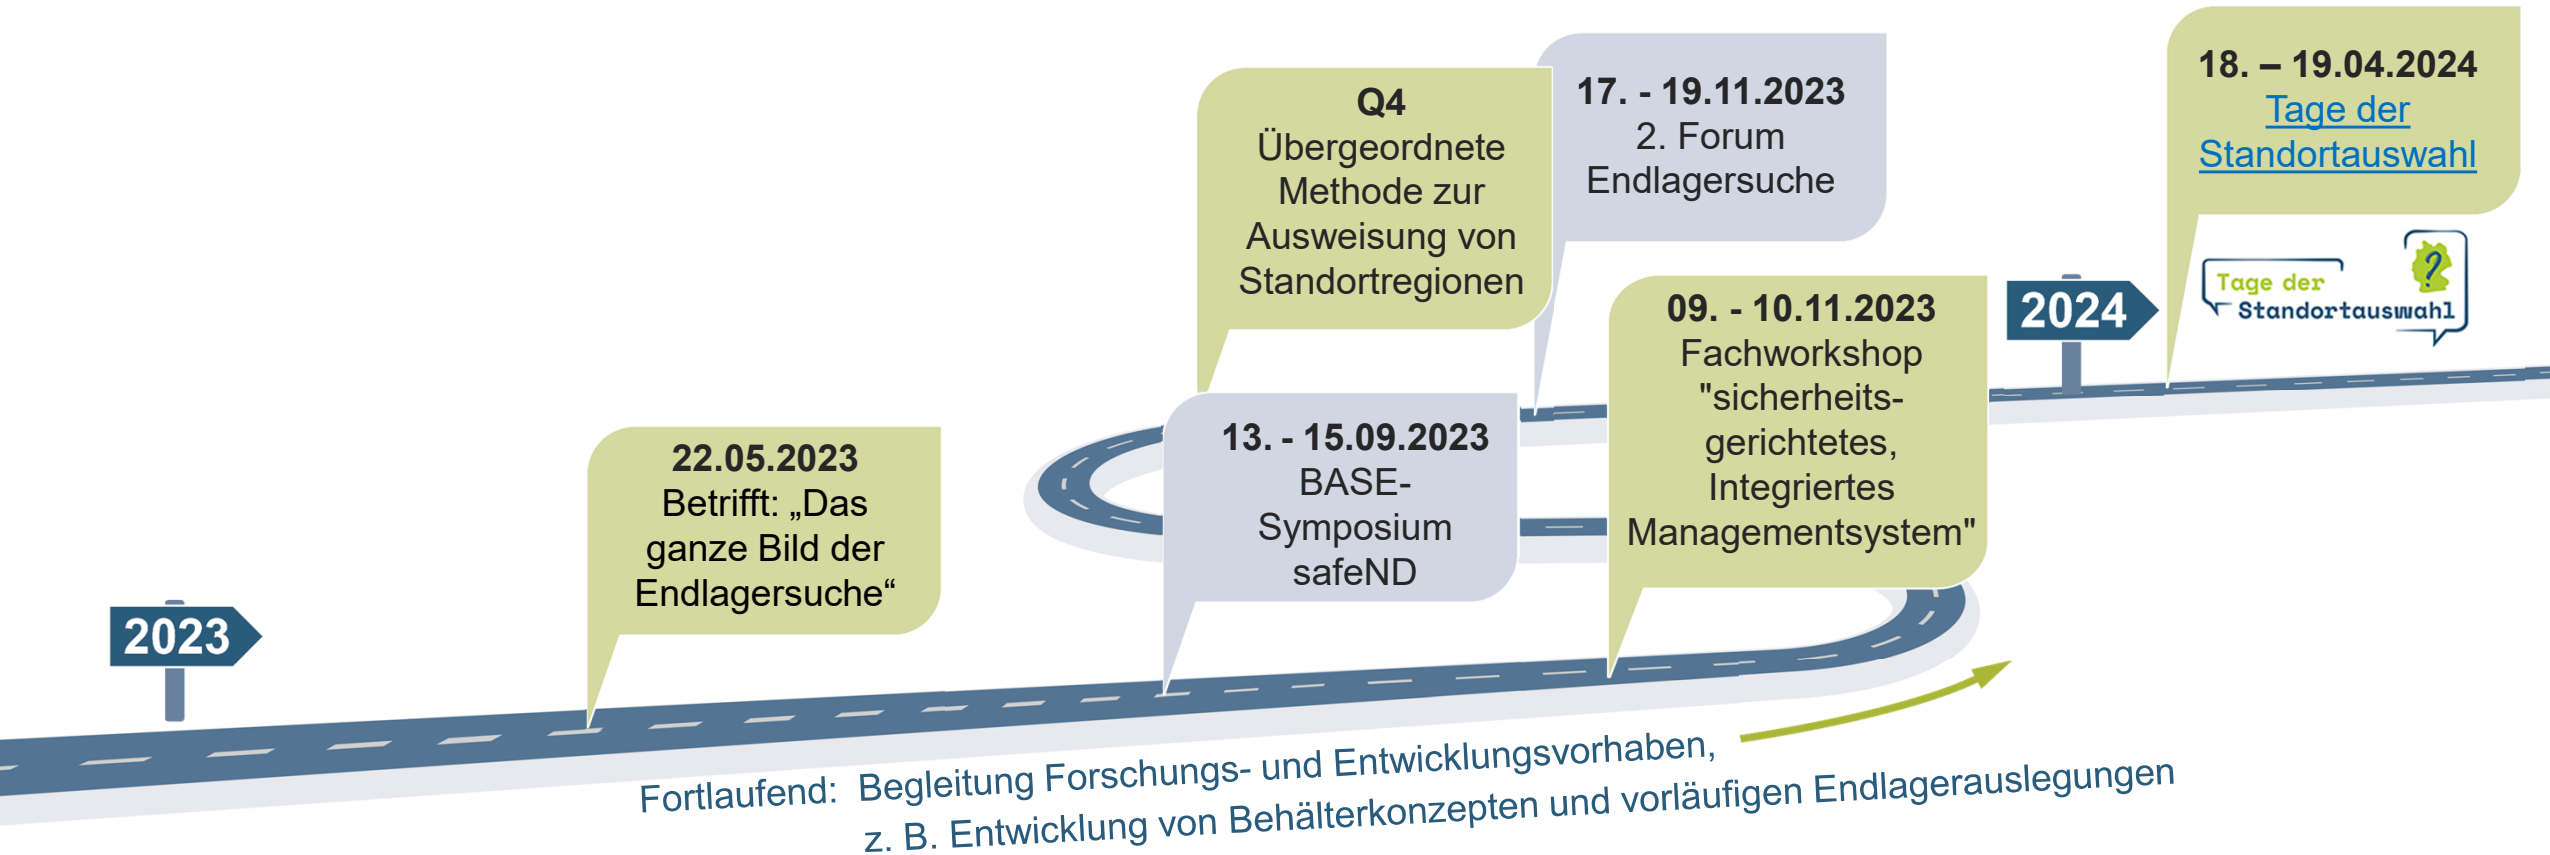 2023
22.05.2023
Betrifft: „Das
ganze Bild der
Endlagersuche“
13. - 15.09.2023
BASE-
Symposium
safeND
Q4
Übergeordnete
Methode zur
Ausweisung von
Standortregionen
09. - 10.11.2023
Fachworkshop
"sicherheits-
gerichtetes,
Integriertes
Managementsystem"
17. - 19.11.2023
2. Forum
Endlagersuche
2024
18. – 19.04.2024
Tage der
Standortauswahl
Tage der
Standortauswahl
?
Fortlaufend: Begleitung Forschungs- und Entwicklungsvorhaben,
z. B. Entwicklung von Behälterkonzepten und vorläufigen Endlagerauslegungen